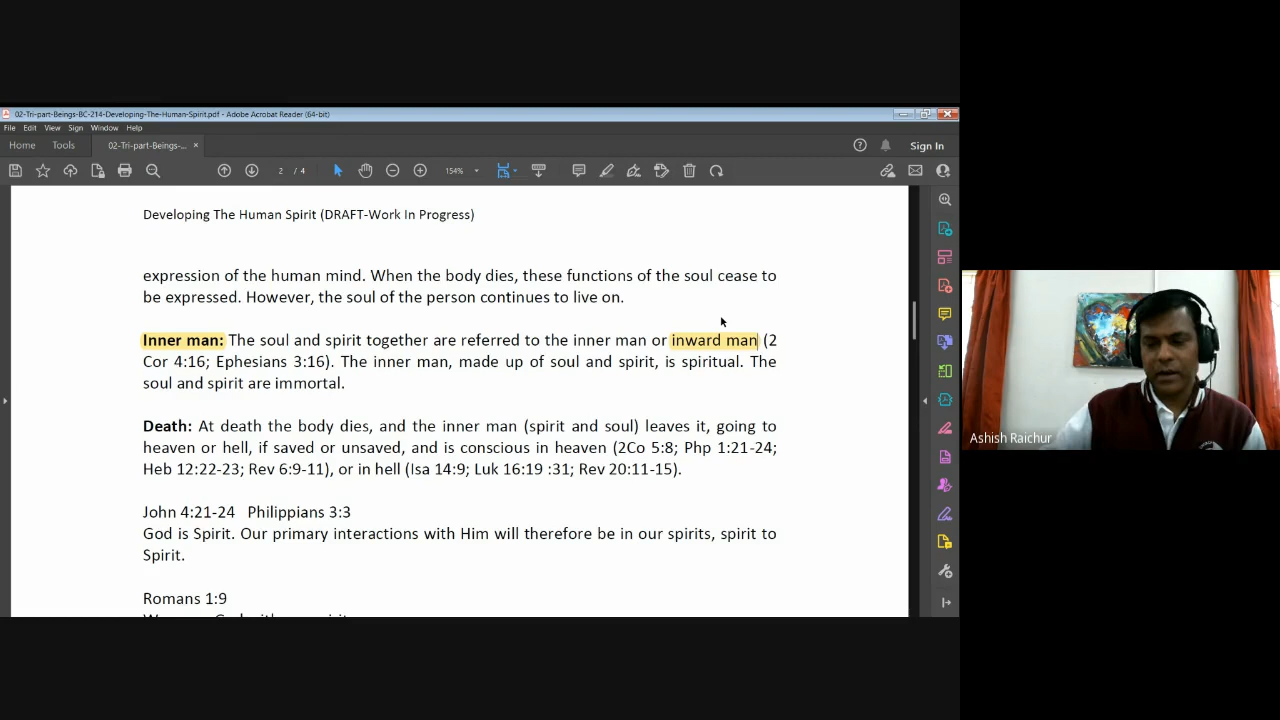 02-Tri-part-Beings-BC-214-Developing-The-Human-Spirit.pdf - Adobe Acrobat Reader (64-bit)
File Edit View Sign Window Help
Home Tools 02-Tri-part-Beings-... × Sign In
2 / 4 154%
Developing The Human Spirit (DRAFT-Work In Progress)
expression of the human mind. When the body dies, these functions of the soul cease to
be expressed. However, the soul of the person continues to live on.
Inner man: The soul and spirit together are referred to the inner man or inward man (2
Cor 4:16; Ephesians 3:16). The inner man, made up of soul and spirit, is spiritual. The
soul and spirit are immortal.
Death: At death the body dies, and the inner man (spirit and soul) leaves it, going to
heaven or hell, if saved or unsaved, and is conscious in heaven (2Co 5:8; Php 1:21-24;
Heb 12:22-23; Rev 6:9-11), or in hell (Isa 14:9; Luk 16:19 :31; Rev 20:11-15).
John 4:21-24 Philippians 3:3
God is Spirit. Our primary interactions with Him will therefore be in our spirits, spirit to
Spirit.
Romans 1:9
Ashish Raichur